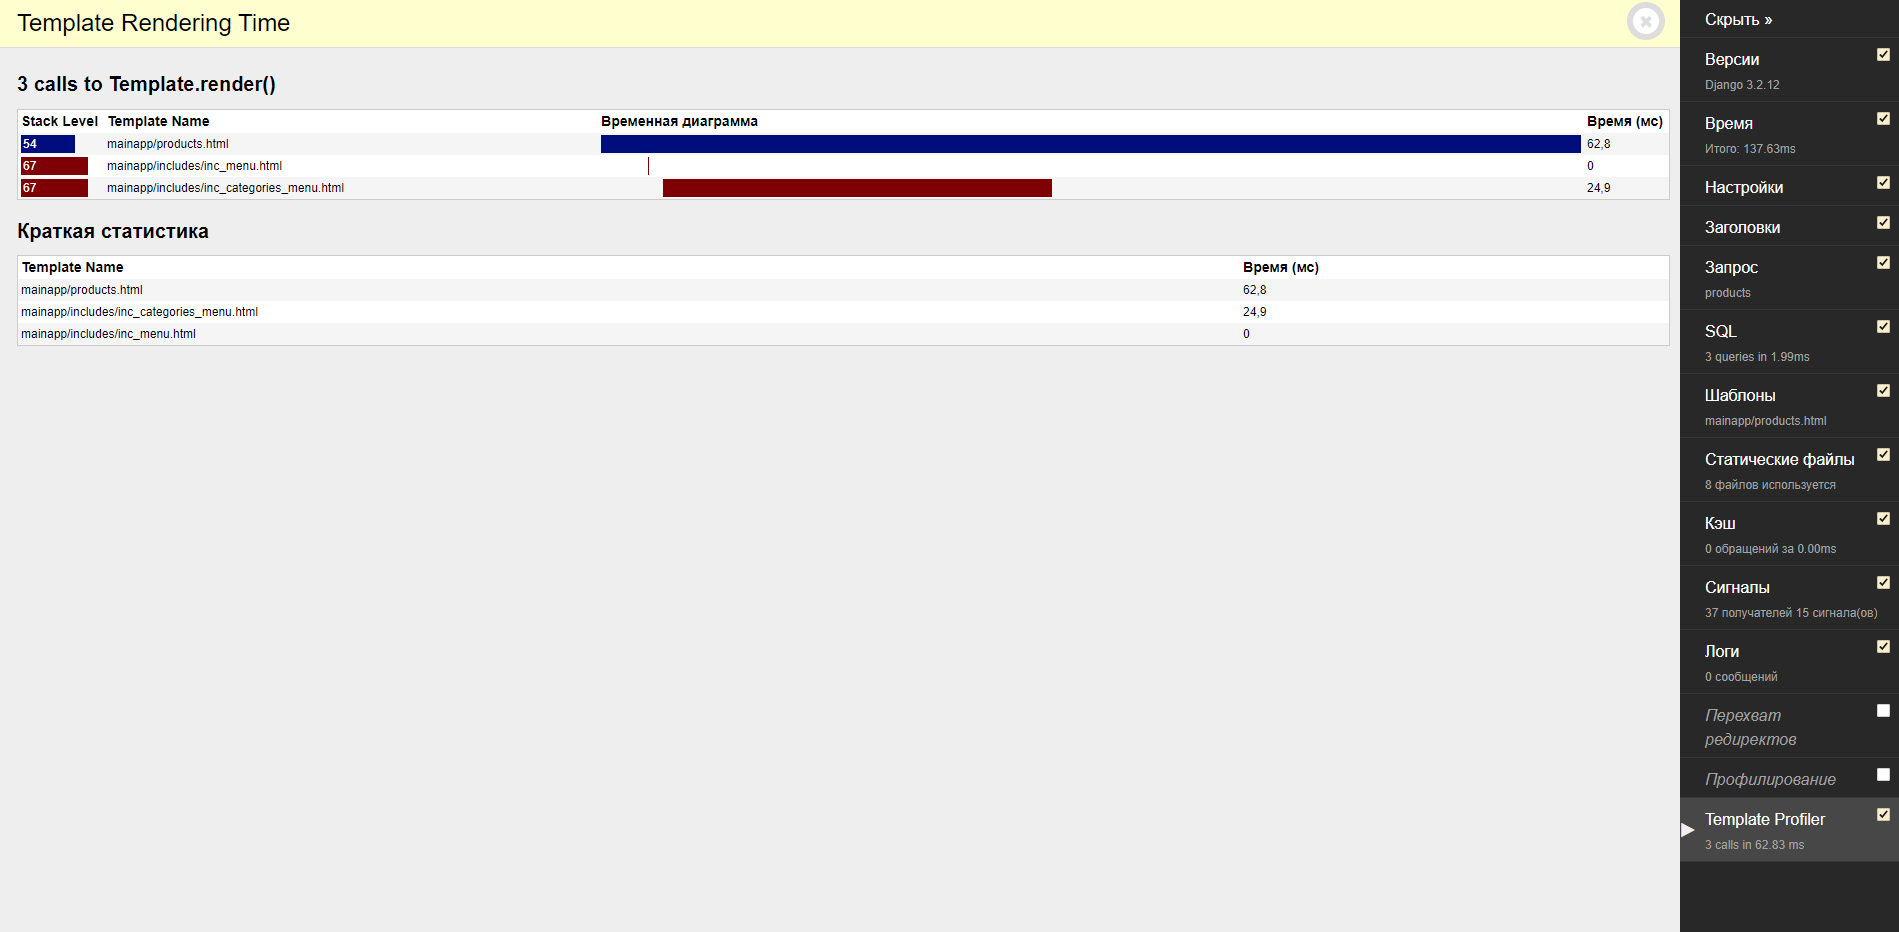 Template Rendering Time
3 calls to Template.render()
Stack Level Template Name Временная диаграмма Время (мс)
54 mainapp/products.html 62,8
67 mainapp/includes/inc_menu.html 0
67 mainapp/includes/inc_categories_menu.html 24,9
Краткая статистика
Template Name Время (мс)
mainapp/products.html 62,8
mainapp/includes/inc_categories_menu.html 24,9
mainapp/includes/inc_menu.html 0
Скрыть »
Версии
Django 3.2.12
Время
Итого: 137.63ms
Настройки
Заголовки
Запрос
products
SQL
3 queries in 1.99ms
Шаблоны
mainapp/products.html
Статические файлы
8 файлов используется
Кэш
0 обращений за 0.00ms
Сигналы
37 получателей 15 сигнала(ов)
Логи
0 сообщений
Перехват
редиректов
Профилирование
Template Profiler
3 calls in 62.83 ms